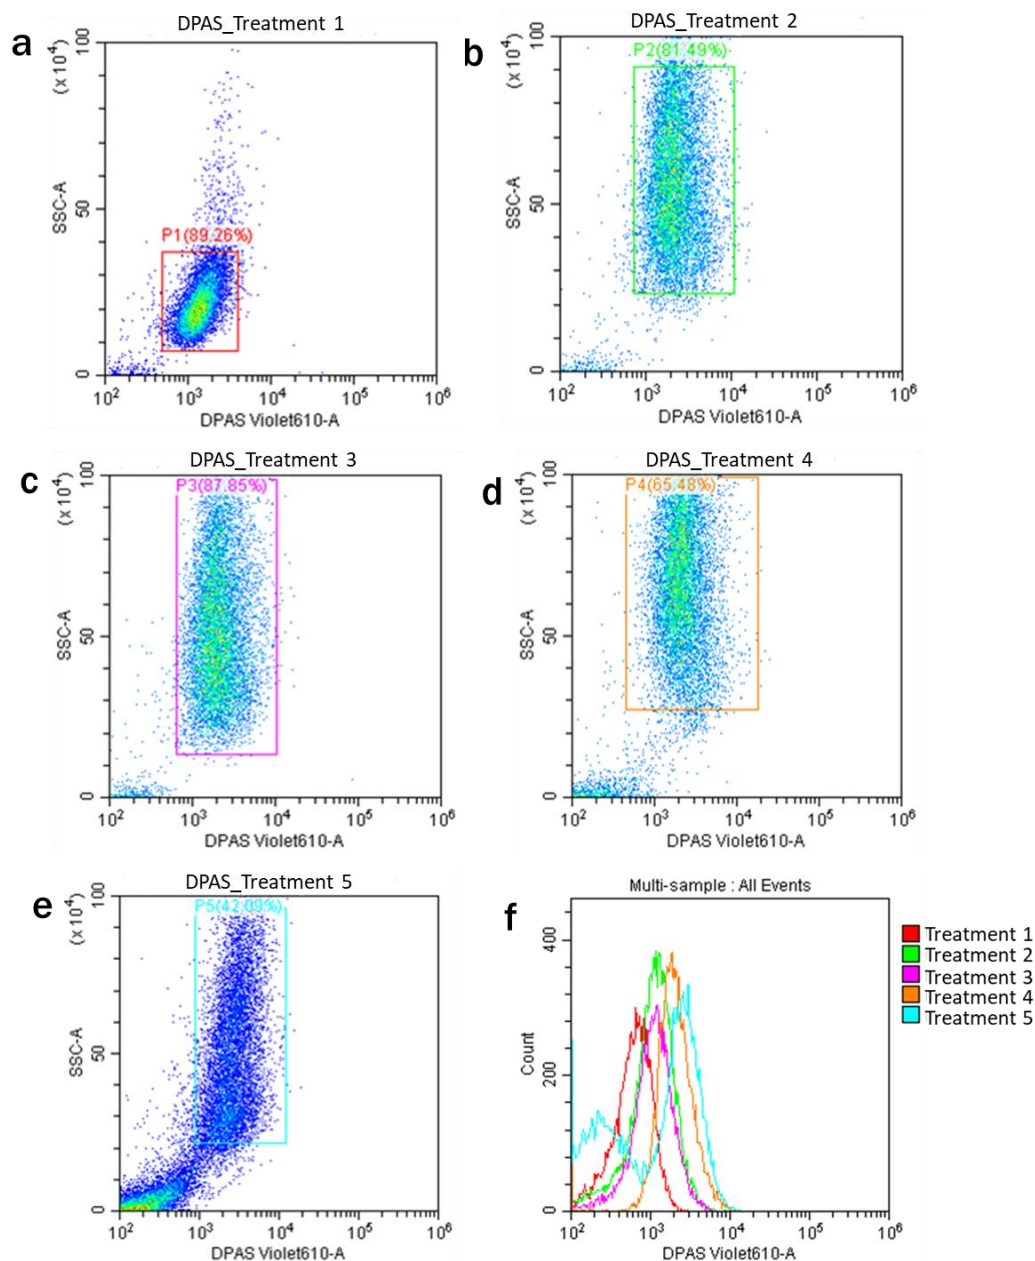 a
DPAS_Treatment 1
(x 10⁴)
100
50
0
SSC-A
P1(89.26%)
10² 10³ 10⁴ 10⁵ 10⁶
DPAS Violet610-A
b
DPAS_Treatment 2
(x 10⁴)
100
50
0
SSC-A
P2(81.49%)
10² 10³ 10⁴ 10⁵ 10⁶
DPAS Violet610-A
c
DPAS_Treatment 3
(x 10⁴)
100
50
0
SSC-A
P3(87.85%)
10² 10³ 10⁴ 10⁵ 10⁶
DPAS Violet610-A
d
DPAS_Treatment 4
(x 10⁴)
100
50
0
SSC-A
P4(65.48%)
10² 10³ 10⁴ 10⁵ 10⁶
DPAS Violet610-A
e
DPAS_Treatment 5
(x 10⁴)
100
50
0
SSC-A
P5(42.09%)
10² 10³ 10⁴ 10⁵ 10⁶
DPAS Violet610-A
f
Multi-sample : All Events
400
200
0
Count
10² 10³ 10⁴ 10⁵ 10⁶
DPAS Violet610-A
Treatment 1
Treatment 2
Treatment 3
Treatment 4
Treatment 5